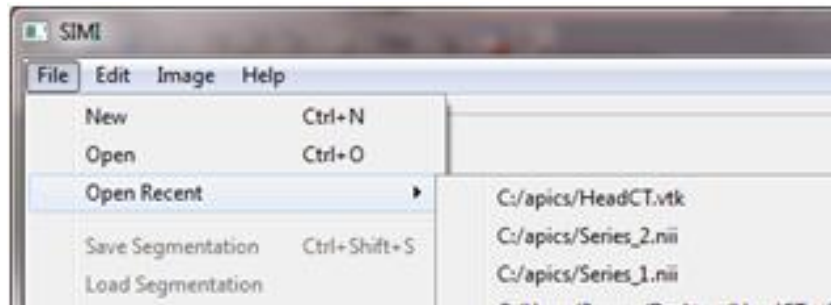 SIMI
File Edit Image Help
New Ctrl+N
Open Ctrl+O
Open Recent
C:/apics/HeadCT.vtk
C:/apics/Series_2.nii
Save Segmentation Ctrl+Shift+S
C:/apics/Series_1.nii
Load Segmentation